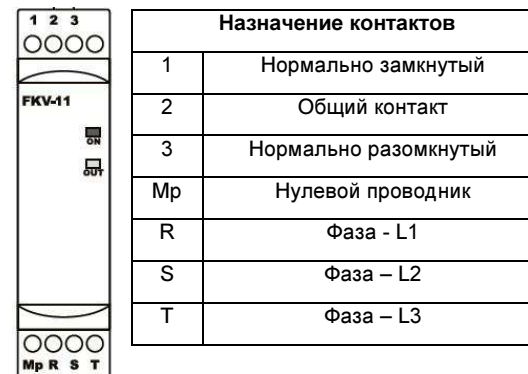 1 2 3
FKV-11
ON
OUT
Mp R S T
Назначение контактов
1 Нормально замкнутый
2 Общий контакт
3 Нормально разомкнутый
Mp Нулевой проводник
R Фаза - L1
S Фаза – L2
T Фаза – L3